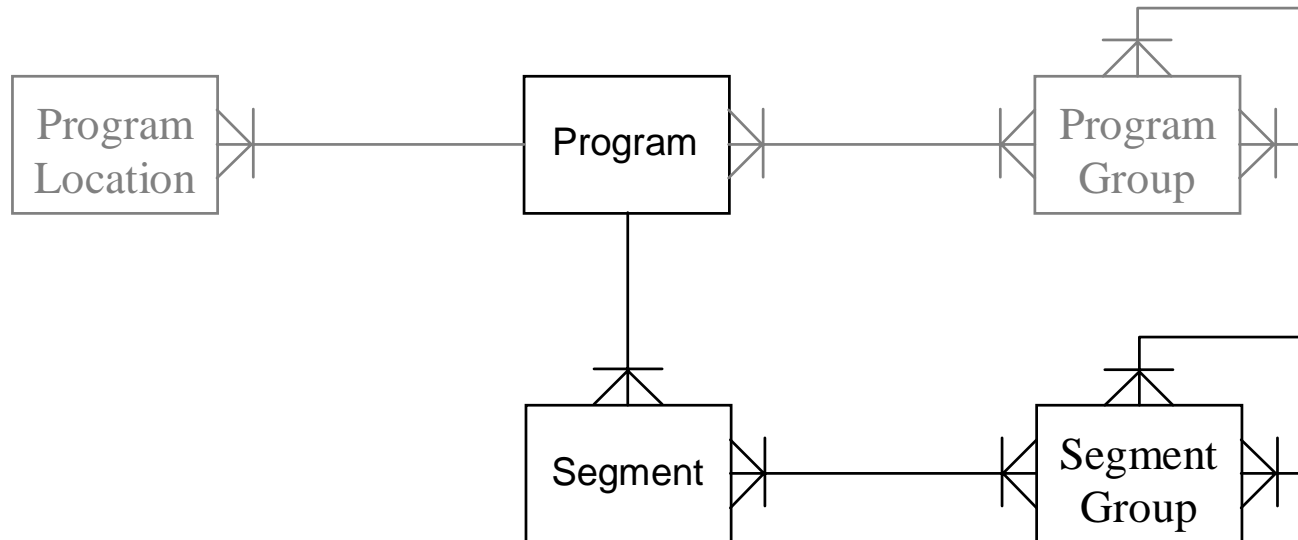 Program
Location
Program
Program
Group
Segment
Segment
Group